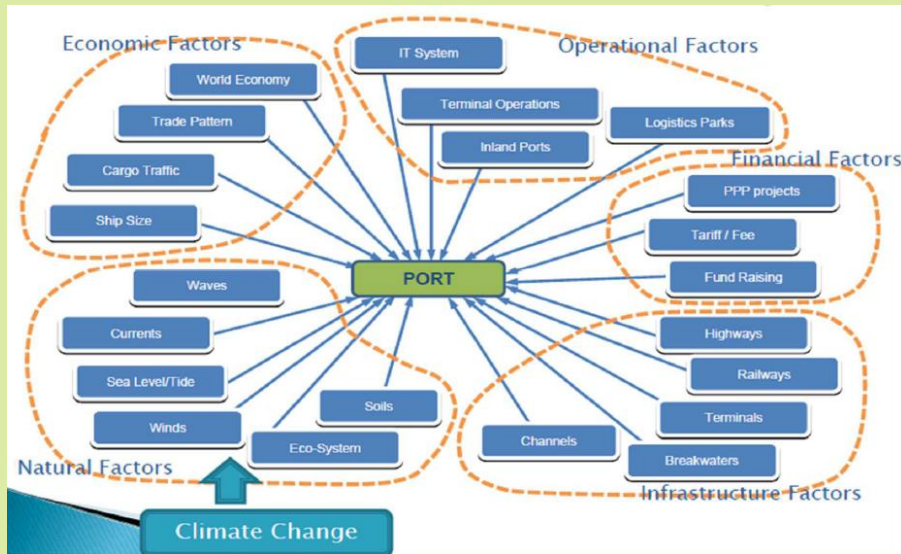 Economic Factors
World Economy
Trade Pattern
Cargo Traffic
Ship Size
Operational Factors
IT System
Terminal Operations
Inland Ports
Logistics Parks
Financial Factors
PPP projects
Tariff / Fee
Fund Raising
PORT
Waves
Currents
Sea Level/Tide
Winds
Soils
Eco-System
Natural Factors
Climate Change
Highways
Railways
Terminals
Channels
Breakwaters
Infrastructure Factors